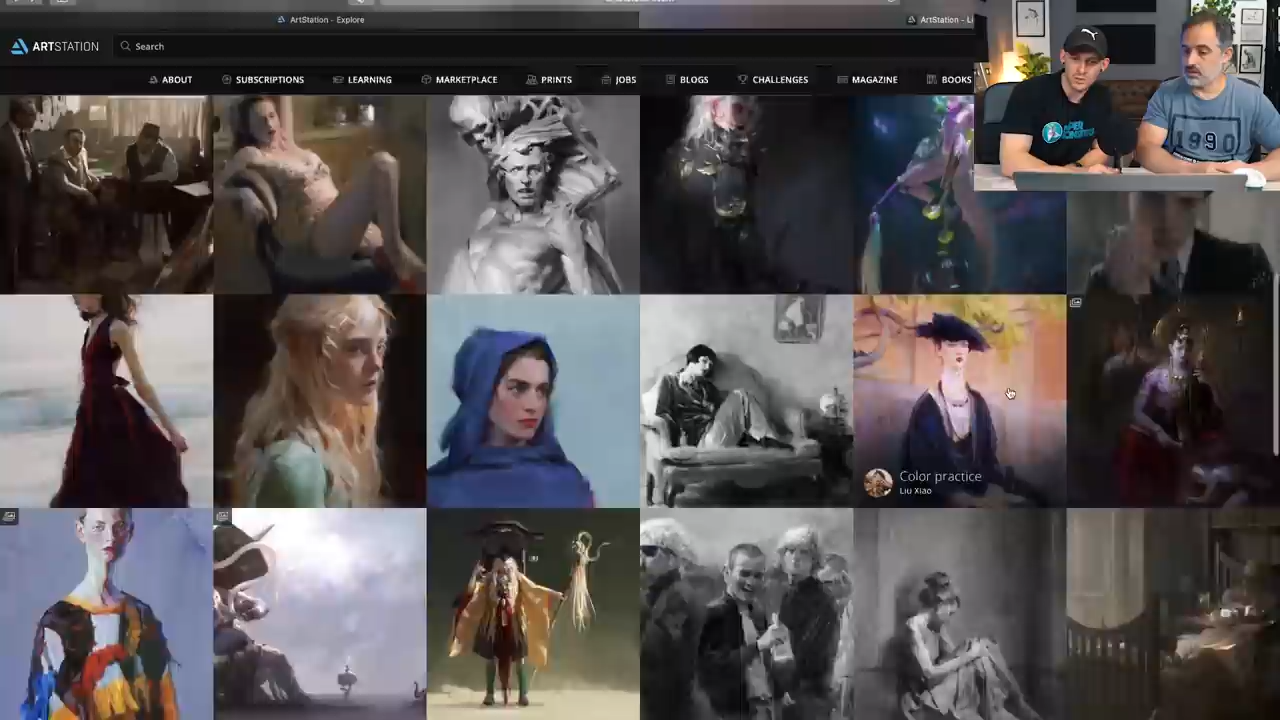 ArtStation - Explore
ArtStation - Li
ARTSTATION
Search
ABOUT
SUBSCRIPTIONS
LEARNING
MARKETPLACE
PRINTS
JOBS
BLOGS
CHALLENGES
MAGAZINE
BOOKS
1990
Color practice
Liu Xiao